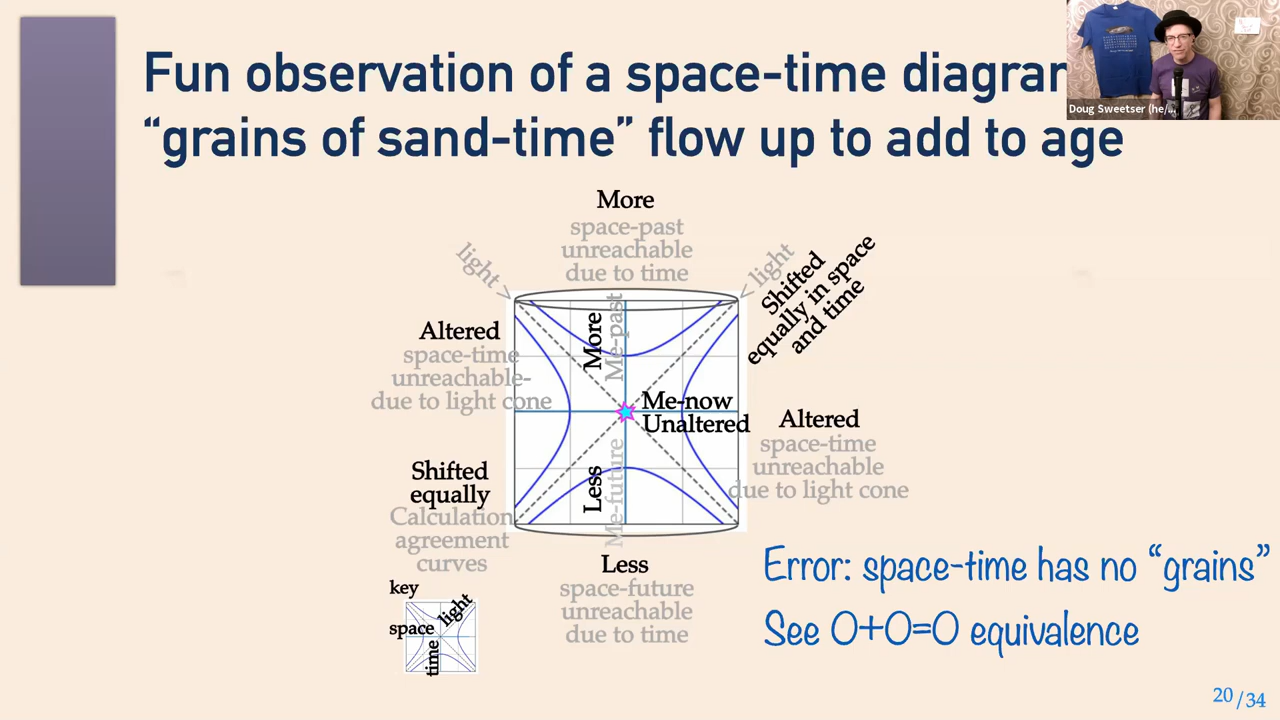 Fun observation of a space-time diagram
“grains of sand-time” flow up to add to age
Doug Sweetser (he/...
More
space-past
unreachable
due to time
light >
< light
Shifted
equally in space
and time
Altered
space-time
unreachable-
due to light cone
More
Me-past
Me-now
Unaltered
Altered
space-time
unreachable
due to light cone
Shifted
equally
Calculation
agreement
curves
Less
Me-future
Less
space-future
unreachable
due to time
key
light
space
time
Error: space-time has no “grains”
See 0+0=0 equivalence
20/34